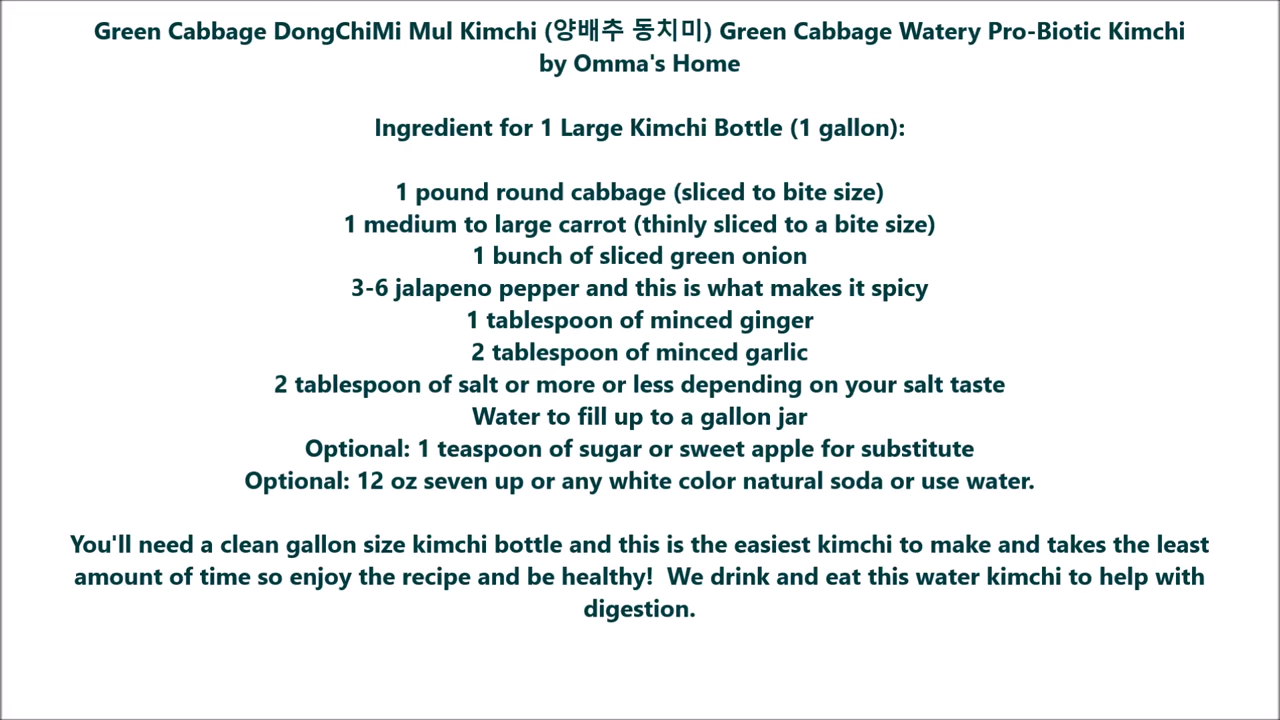 Green Cabbage DongChiMi Mul Kimchi (양배추 동치미) Green Cabbage Watery Pro-Biotic Kimchi
by Omma's Home
Ingredient for 1 Large Kimchi Bottle (1 gallon):
1 pound round cabbage (sliced to bite size)
1 medium to large carrot (thinly sliced to a bite size)
1 bunch of sliced green onion
3-6 jalapeno pepper and this is what makes it spicy
1 tablespoon of minced ginger
2 tablespoon of minced garlic
2 tablespoon of salt or more or less depending on your salt taste
Water to fill up to a gallon jar
Optional: 1 teaspoon of sugar or sweet apple for substitute
Optional: 12 oz seven up or any white color natural soda or use water.
You'll need a clean gallon size kimchi bottle and this is the easiest kimchi to make and takes the least
amount of time so enjoy the recipe and be healthy!  We drink and eat this water kimchi to help with
digestion.